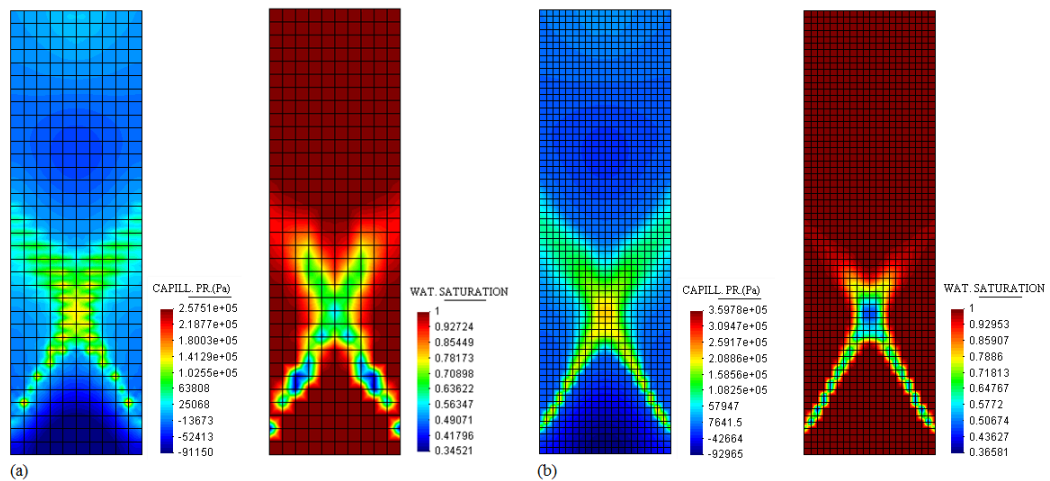 CAPILL. PR.(Pa)
2.5751e+05
2.1877e+05
1.8003e+05
1.4129e+05
1.0255e+05
63808
25068
-13673
-52413
-91150
WAT. SATURATION
1
0.92724
0.85449
0.78173
0.70898
0.63622
0.56347
0.49071
0.41796
0.34521
(a)
CAPILL. PR.(Pa)
3.5978e+05
3.0947e+05
2.5917e+05
2.0886e+05
1.5856e+05
1.0825e+05
57947
7641.5
-42664
-92965
WAT. SATURATION
1
0.92953
0.85907
0.7886
0.71813
0.64767
0.5772
0.50674
0.43627
0.36581
(b)